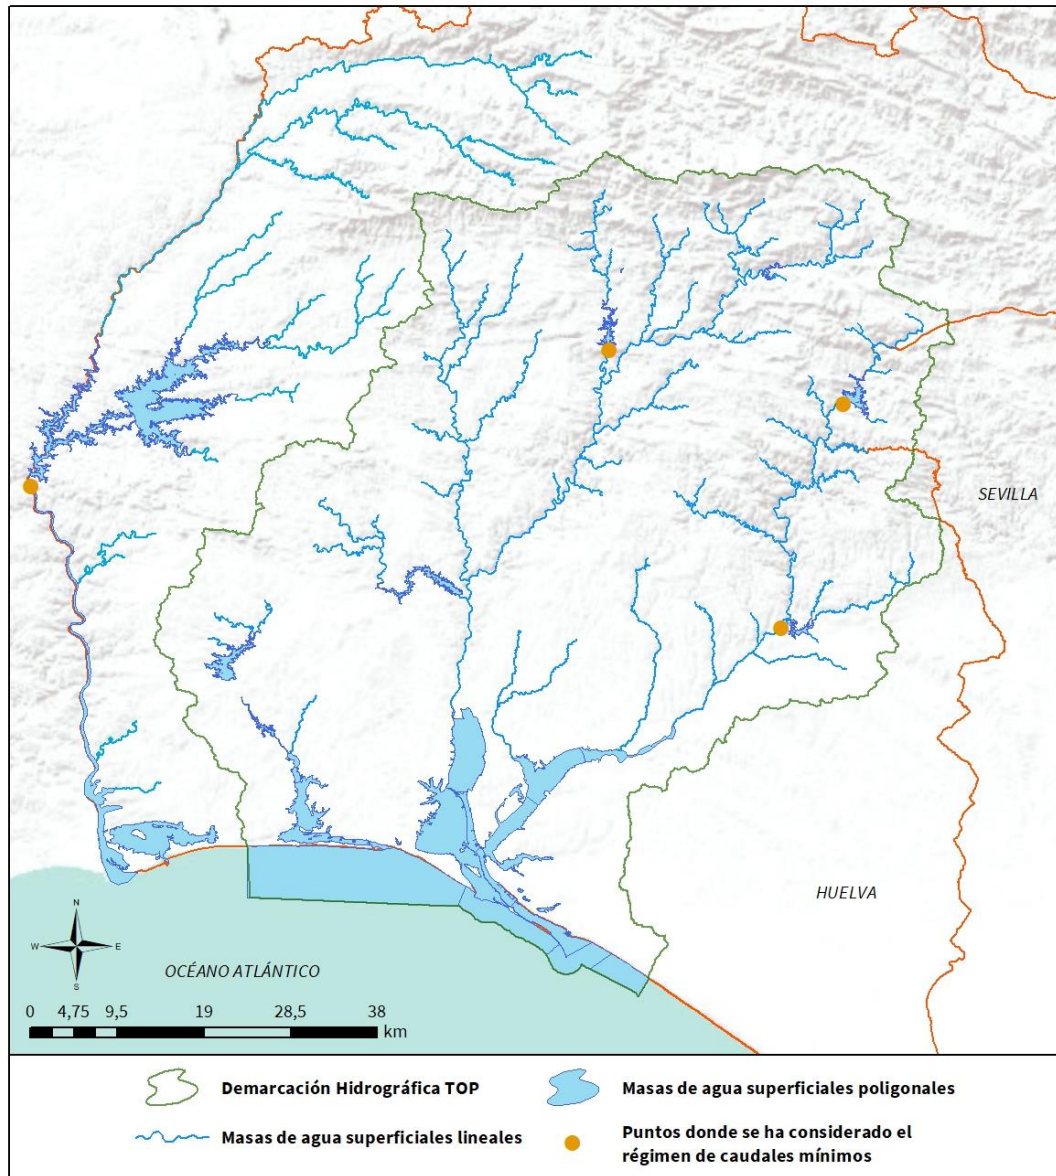 SEVILLA
HUELVA
N
W E
S
OCÉANO ATLÁNTICO
0 4,75 9,5 19 28,5 38
km
Demarcación Hidrográfica TOP
Masas de agua superficiales poligonales
Masas de agua superficiales lineales
Puntos donde se ha considerado el
régimen de caudales mínimos